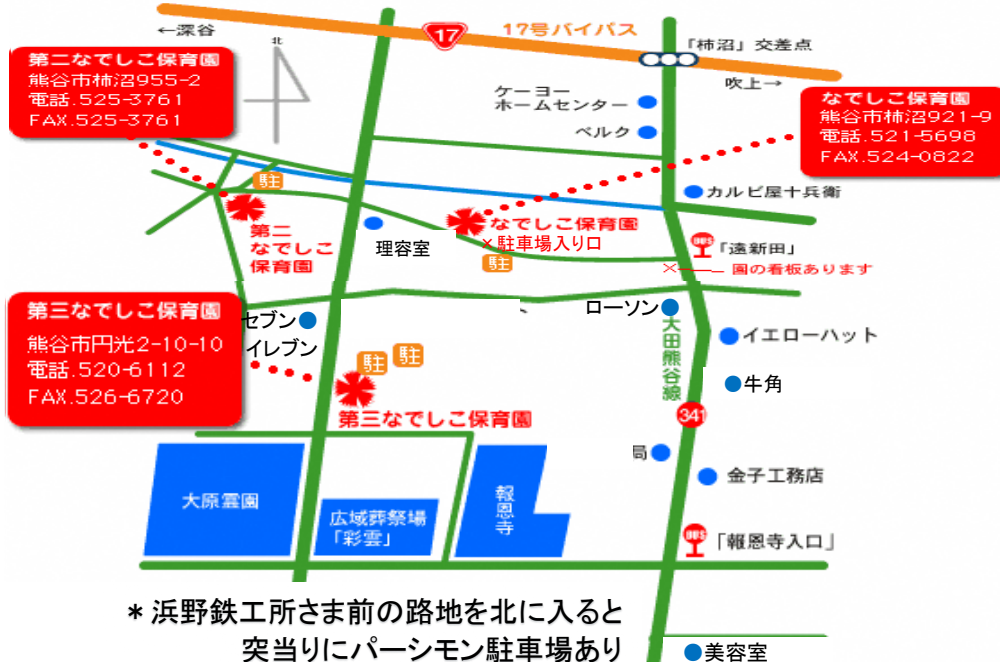 ←深谷
17
17号バイパス
「柿沼」交差点
吹上→
北
第二なでしこ保育園
熊谷市柿沼955-2
電話.525-3761
FAX.525-3761
ケーヨー
ホームセンター
ベルク
なでしこ保育園
熊谷市柿沼921-9
電話.521-5698
FAX.524-0822
駐
カルビ屋十兵衛
第二
なでしこ
保育園
理容室
なでしこ保育園
×駐車場入り口
駐
BUS
「遠新田」
×
園の看板あります
第三なでしこ保育園
熊谷市円光2-10-10
電話.520-6112
FAX.526-6720
セブン
イレブン
ローソン
大田熊谷線
イエローハット
駐
駐
牛角
第三なでしこ保育園
341
局
金子工務店
大原霊園
広域葬祭場
「彩雲」
報恩寺
BUS
「報恩寺入口」
＊浜野鉄工所さま前の路地を北に入ると
突当りにパーシモン駐車場あり
美容室